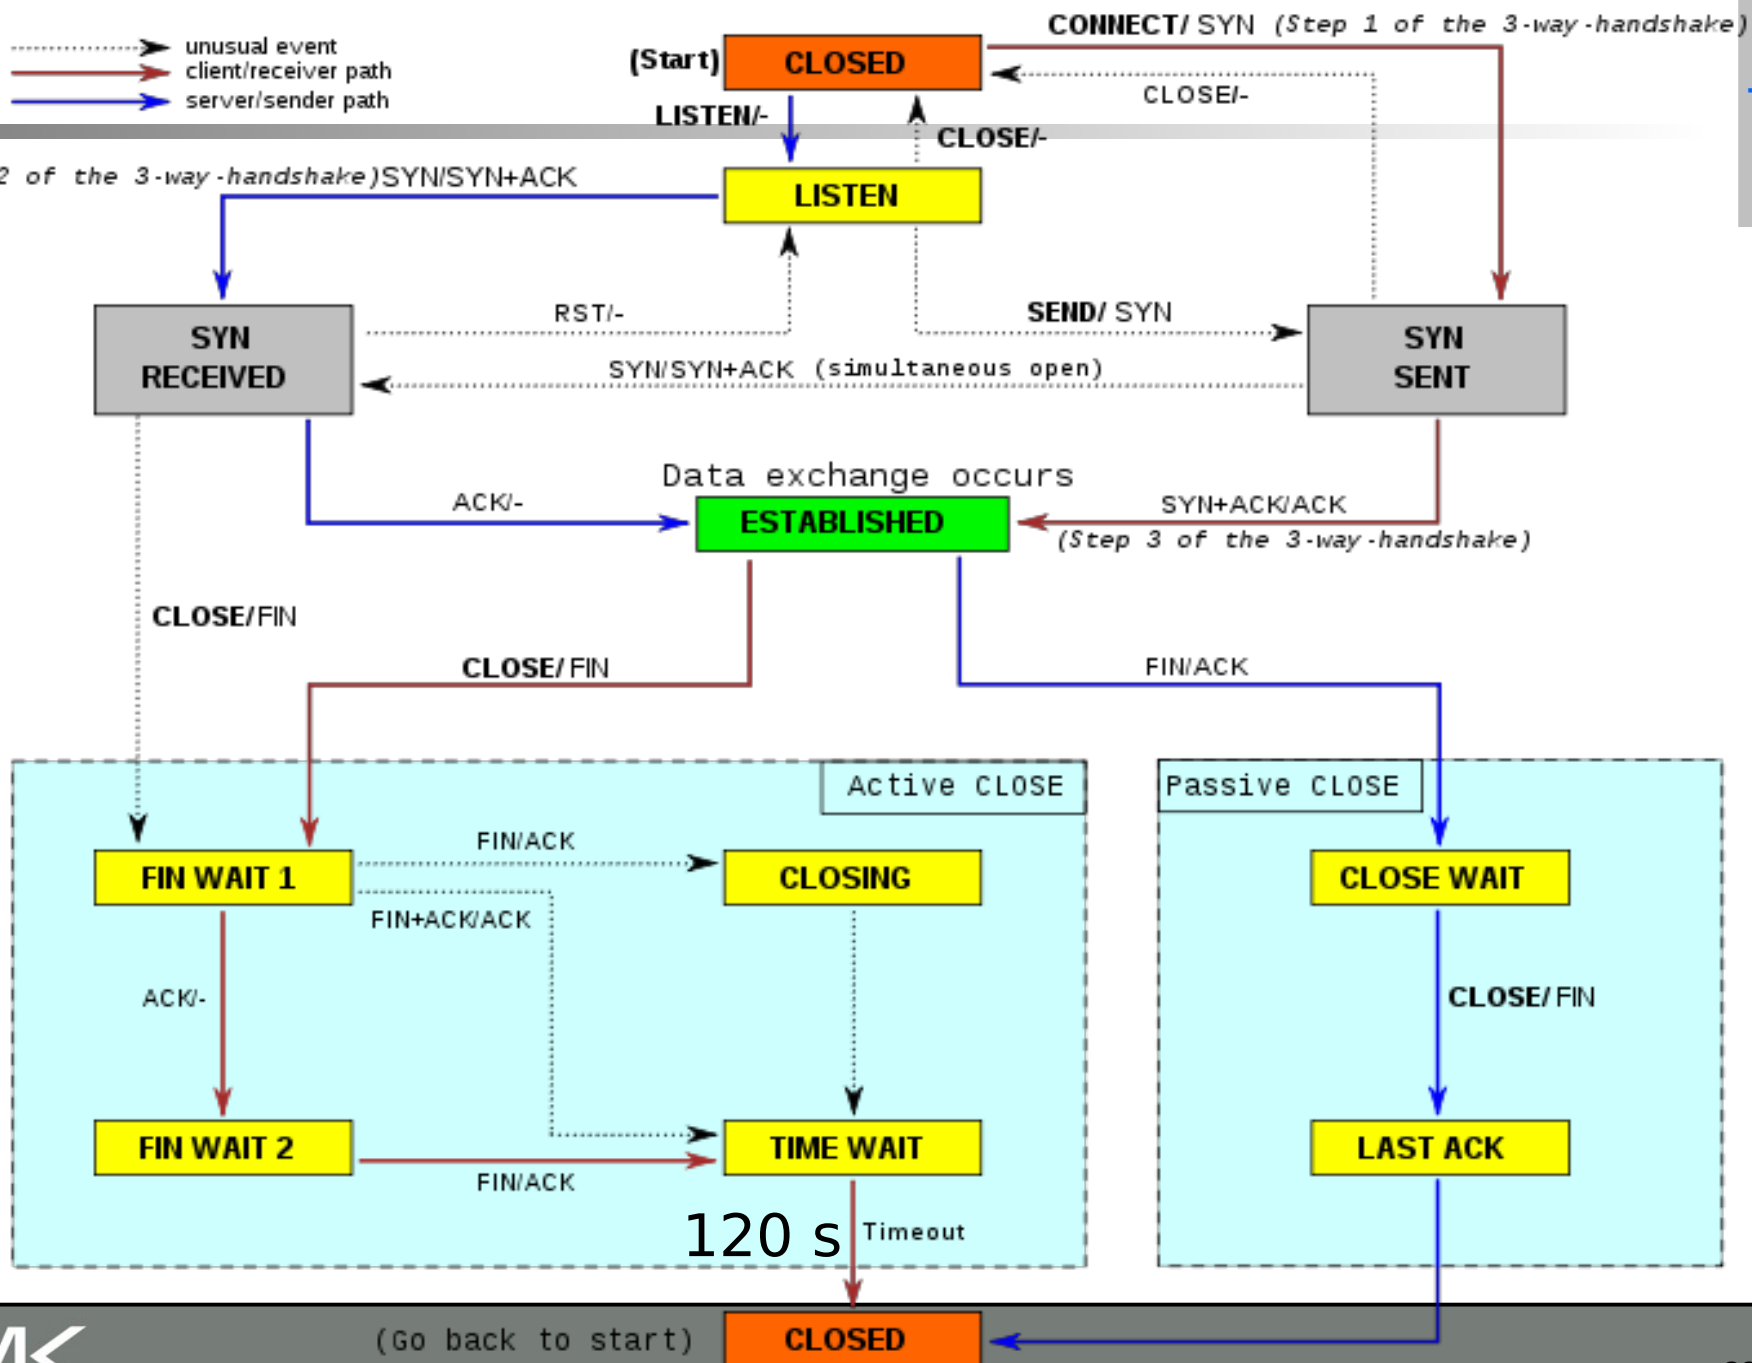 CONNECT/ SYN (Step 1 of the 3-way-handshake)
unusual event
client/receiver path
server/sender path
(Start)
CLOSED
CLOSE/-
LISTEN/-
CLOSE/-
2 of the 3-way-handshake)SYN/SYN+ACK
LISTEN
SYN
RECEIVED
RST/-
SEND/ SYN
SYN
SENT
SYN/SYN+ACK (simultaneous open)
Data exchange occurs
ACK/-
ESTABLISHED
SYN+ACK/ACK
(Step 3 of the 3-way-handshake)
CLOSE/FIN
CLOSE/ FIN
FIN/ACK
Active CLOSE
Passive CLOSE
FIN WAIT 1
FIN/ACK
CLOSING
CLOSE WAIT
FIN+ACK/ACK
ACK/-
CLOSE/ FIN
FIN WAIT 2
TIME WAIT
LAST ACK
FIN/ACK
120 s
Timeout
(Go back to start)
CLOSED